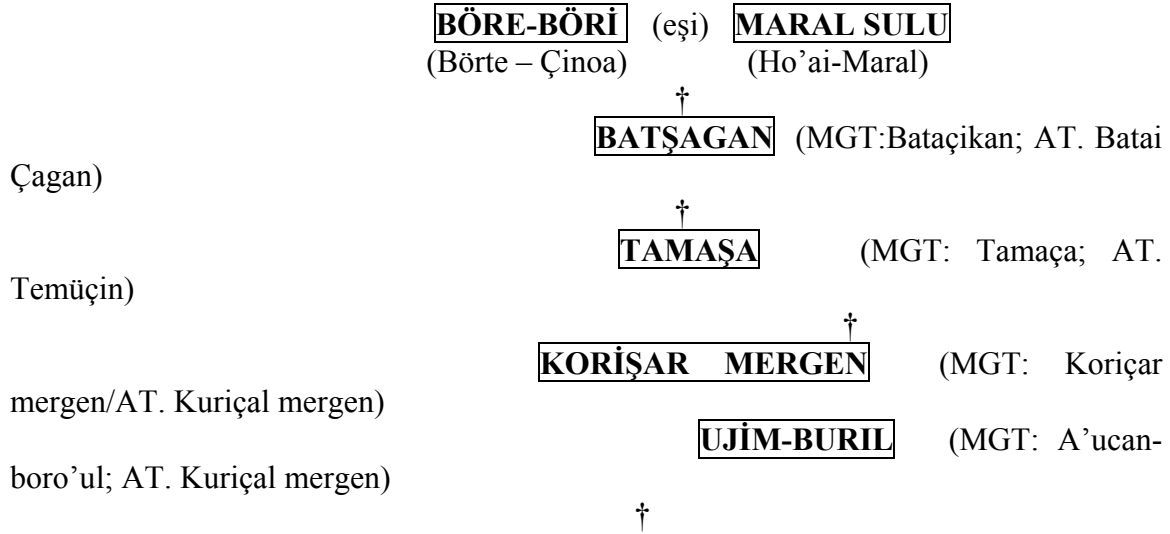 BÖRE-BÖRİ (eşi) MARAL SULU
(Börte – Çinoa) (Ho’ai-Maral)
†
BATŞAGAN (MGT:Bataçikan; AT. Batai
Çagan)
†
TAMAŞA (MGT: Tamaça; AT.
Temüçin)
†
KORİŞAR MERGEN (MGT: Koriçar
mergen/AT. Kuriçal mergen)
UJİM-BURIL (MGT: A’ucan-
boro’ul; AT. Kuriçal mergen)
†